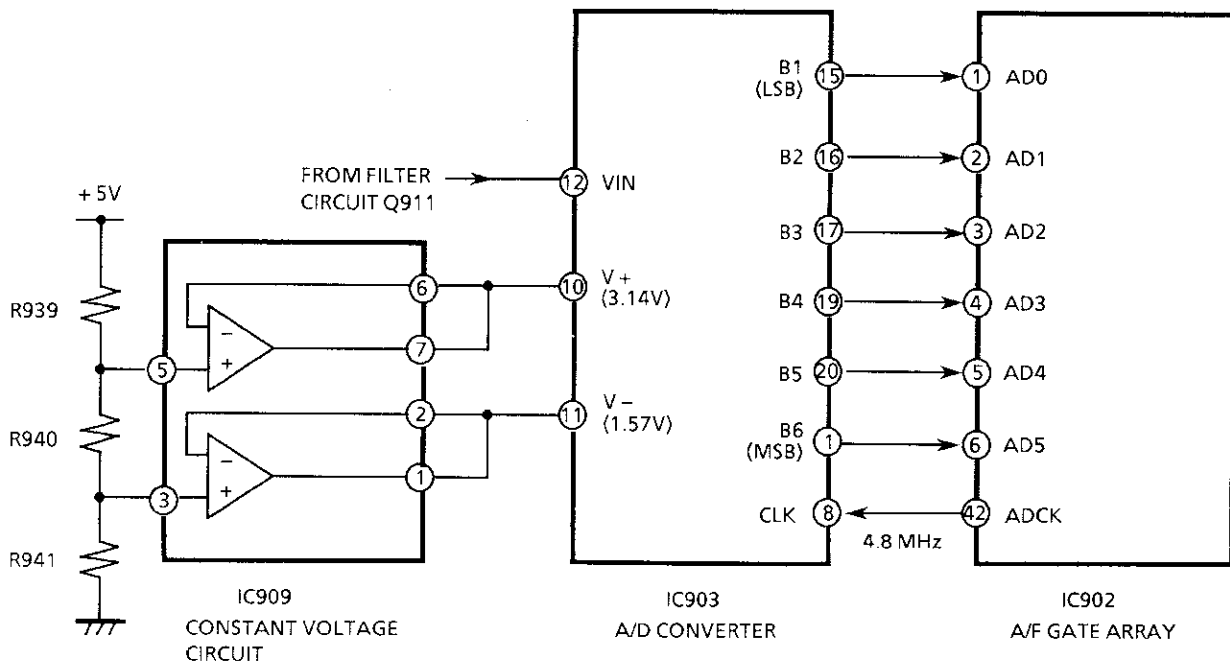 +5V
R939
R940
R941
5
3
6
7
2
1
−
+
−
+
IC909
CONSTANT VOLTAGE
CIRCUIT
FROM FILTER
CIRCUIT Q911
12 VIN
10 V+
(3.14V)
11 V−
(1.57V)
B1 15
(LSB)
B2 16
B3 17
B4 19
B5 20
B6 1
(MSB)
CLK 8
IC903
A/D CONVERTER
4.8 MHz
1 AD0
2 AD1
3 AD2
4 AD3
5 AD4
6 AD5
42 ADCK
IC902
A/F GATE ARRAY